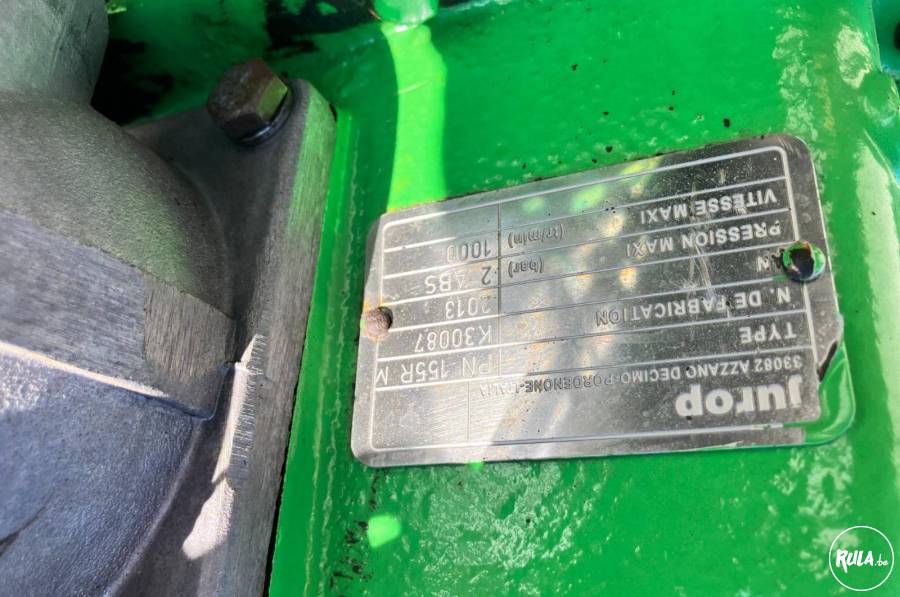 Jurop
33082 AZZANO DECIMO-PORDENONE-ITALIA
TYPE PN 155R M
N. DE FABRICATION K30087
2013
PRESSION MAXI (bar) 2 ABS
VITESSE MAXI (tr/min) 1000
RULA.be